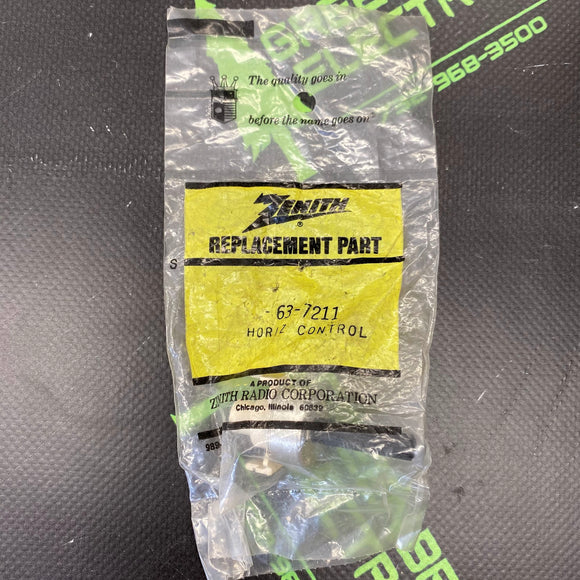 The quality goes in
before the name goes on
ZENITH
®
REPLACEMENT PART
S
-63-7211
HORIZ CONTROL
A PRODUCT OF
ZENITH RADIO CORPORATION
Chicago, Illinois 60639
989-
968-3500